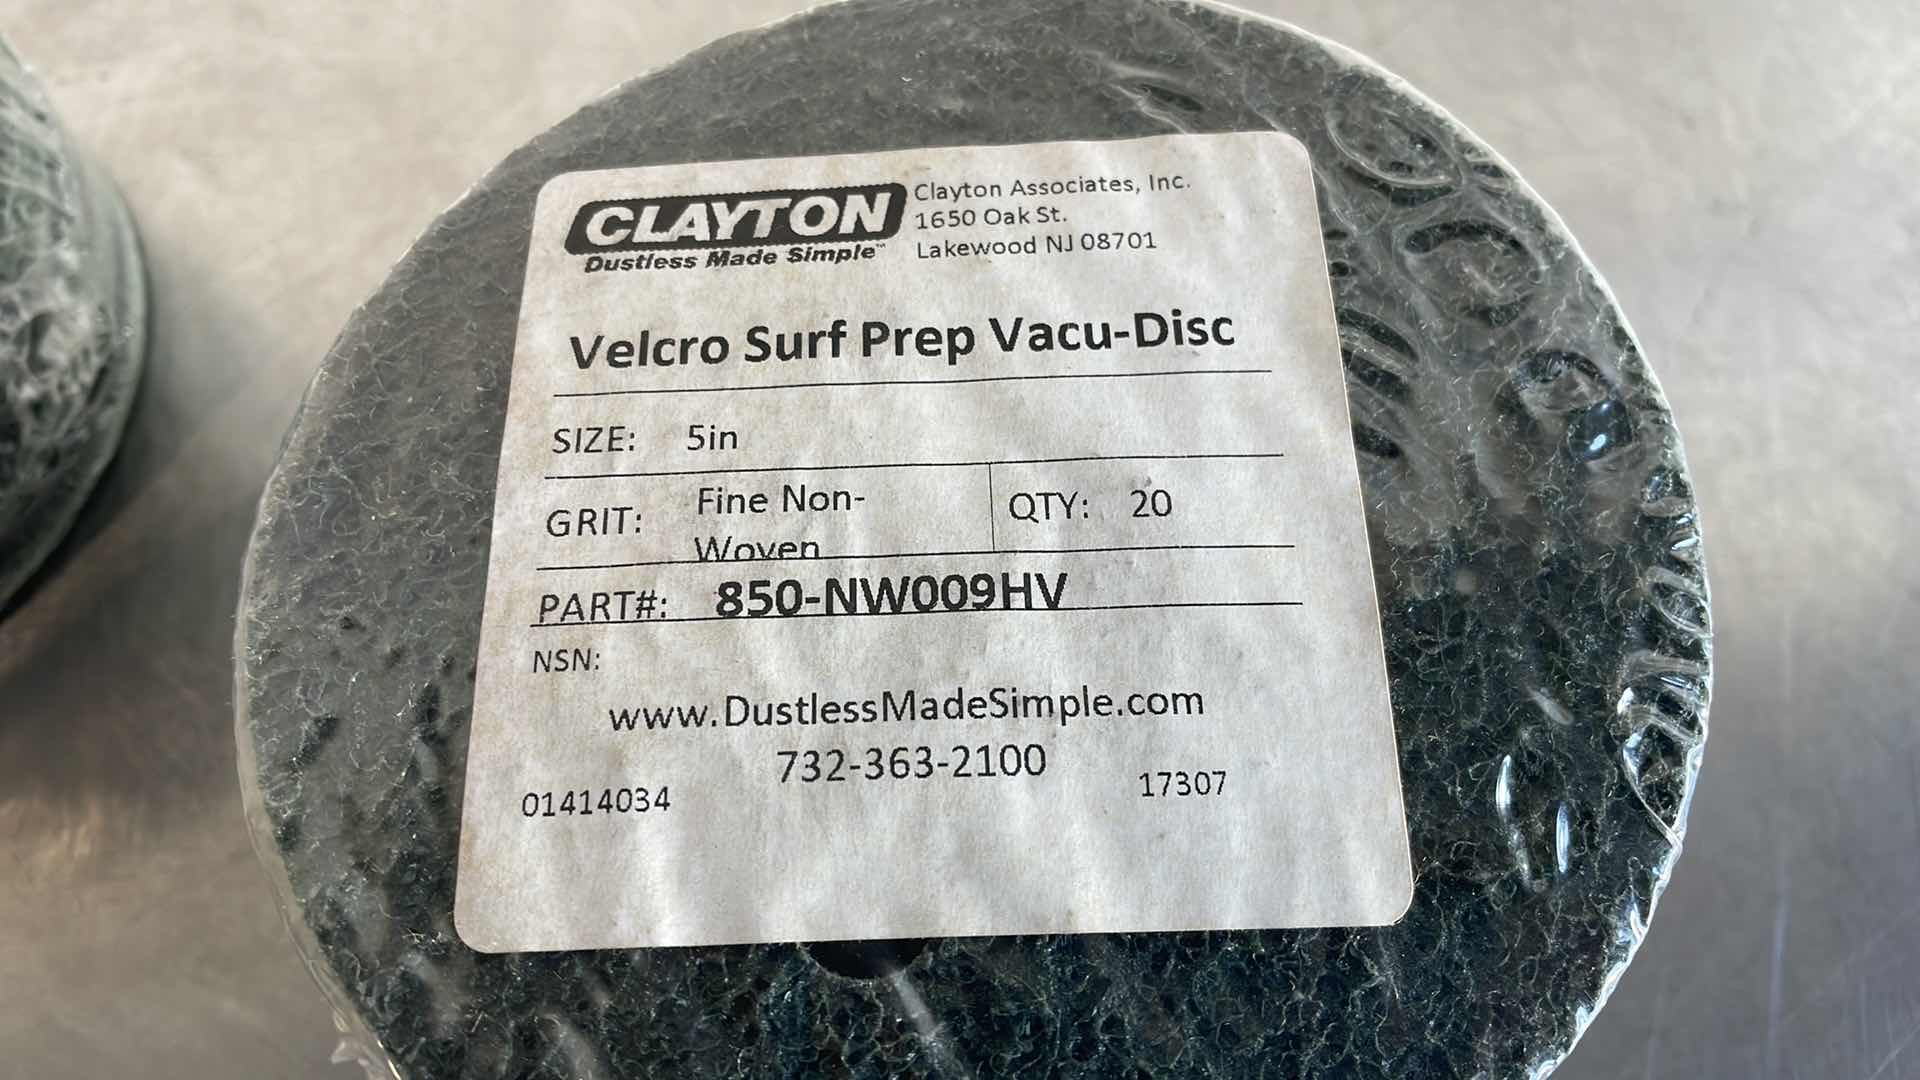 CLAYTON
Dustless Made Simple™
Clayton Associates, Inc.
1650 Oak St.
Lakewood NJ 08701
Velcro Surf Prep Vacu-Disc
SIZE: 5in
GRIT: Fine Non-
Woven
QTY: 20
PART#: 850-NW009HV
NSN:
www.DustlessMadeSimple.com
732-363-2100
01414034 17307